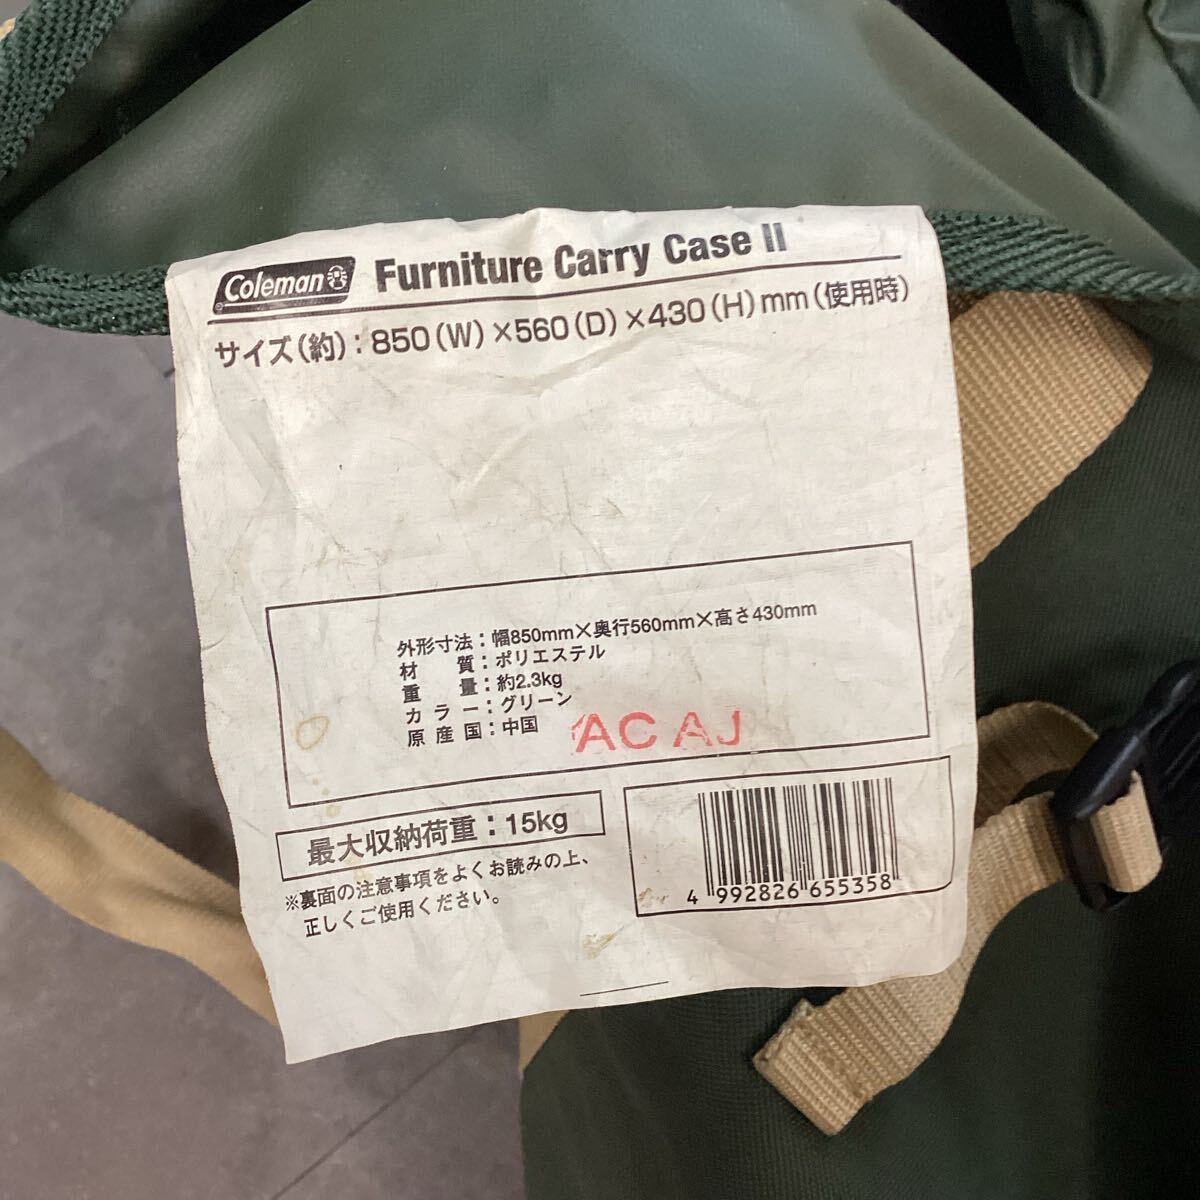 Coleman Furniture Carry Case II
サイズ(約):850(W)×560(D)×430(H)mm(使用時)
外形寸法:幅850mm×奥行560mm×高さ430mm
材 質:ポリエステル
重 量:約2.3kg
カラー:グリーン
原産国:中国
ACAJ
最大収納荷重:15kg
※裏面の注意事項をよくお読みの上、
正しくご使用ください。
4 992826 655358